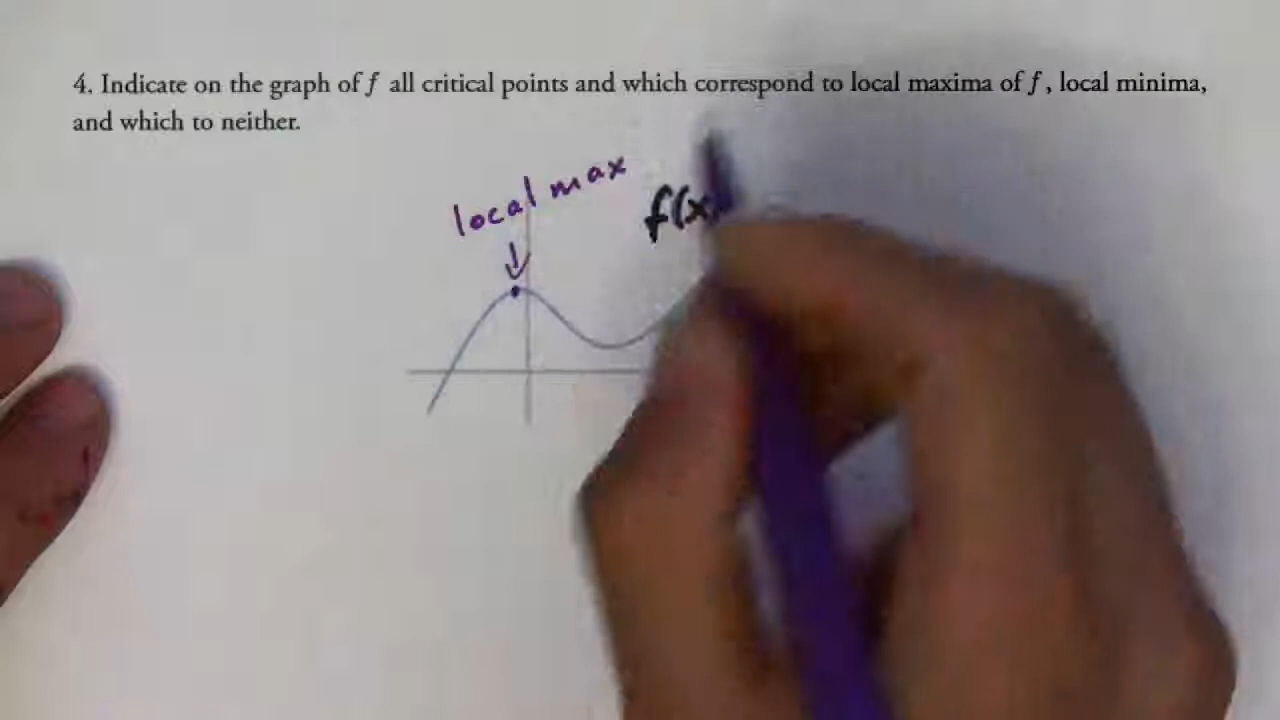 4. Indicate on the graph of f all critical points and which correspond to local maxima of f, local minima,
and which to neither.
local max
f(x)